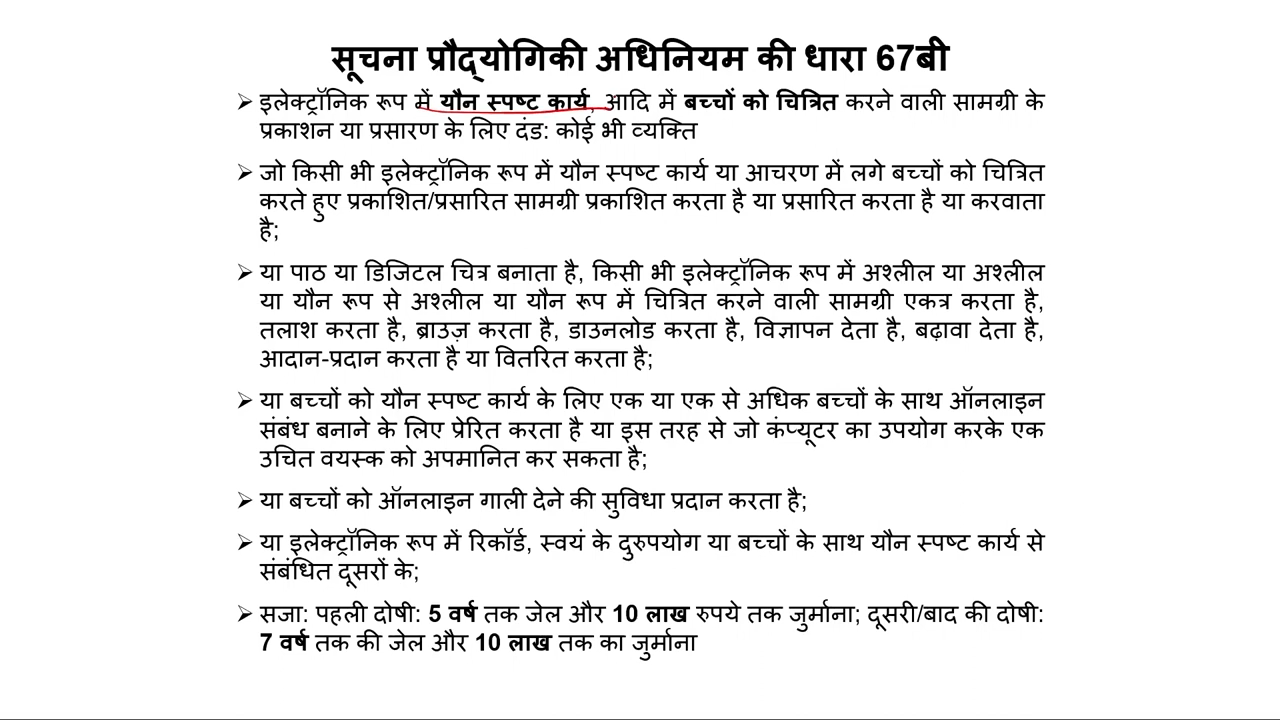 सूचना प्रौद्योगिकी अधिनियम की धारा 67बी
➢ इलेक्ट्रॉनिक रूप में यौन स्पष्ट कार्य, आदि में बच्चों को चित्रित करने वाली सामग्री के
प्रकाशन या प्रसारण के लिए दंड: कोई भी व्यक्ति
➢ जो किसी भी इलेक्ट्रॉनिक रूप में यौन स्पष्ट कार्य या आचरण में लगे बच्चों को चित्रित
करते हुए प्रकाशित/प्रसारित सामग्री प्रकाशित करता है या प्रसारित करता है या करवाता
है;
➢ या पाठ या डिजिटल चित्र बनाता है, किसी भी इलेक्ट्रॉनिक रूप में अश्लील या अश्लील
या यौन रूप से अश्लील या यौन रूप में चित्रित करने वाली सामग्री एकत्र करता है,
तलाश करता है, ब्राउज़ करता है, डाउनलोड करता है, विज्ञापन देता है, बढ़ावा देता है,
आदान-प्रदान करता है या वितरित करता है;
➢ या बच्चों को यौन स्पष्ट कार्य के लिए एक या एक से अधिक बच्चों के साथ ऑनलाइन
संबंध बनाने के लिए प्रेरित करता है या इस तरह से जो कंप्यूटर का उपयोग करके एक
उचित वयस्क को अपमानित कर सकता है;
➢ या बच्चों को ऑनलाइन गाली देने की सुविधा प्रदान करता है;
➢ या इलेक्ट्रॉनिक रूप में रिकॉर्ड, स्वयं के दुरुपयोग या बच्चों के साथ यौन स्पष्ट कार्य से
संबंधित दूसरों के;
➢ सजा: पहली दोषी: 5 वर्ष तक जेल और 10 लाख रुपये तक जुर्माना; दूसरी/बाद की दोषी:
7 वर्ष तक की जेल और 10 लाख तक का जुर्माना